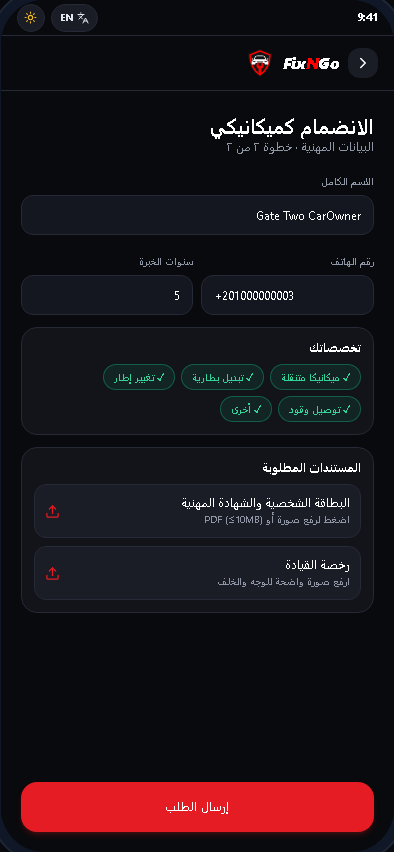 9:41
EN
FixNGo
الانضمام كميكانيكي
البيانات المهنية · خطوة ٢ من ٢
الاسم الكامل
Gate Two CarOwner
رقم الهاتف
سنوات الخبرة
+201000000003
5
تخصصاتك
✓ ميكانيكا متنقلة
✓ تبديل بطارية
✓ تغيير إطار
✓ توصيل وقود
✓ أخرى
المستندات المطلوبة
البطاقة الشخصية والشهادة المهنية
اضغط لرفع صورة أو PDF (≤10MB)
رخصة القيادة
ارفع صورة واضحة للوجه والخلف
إرسال الطلب